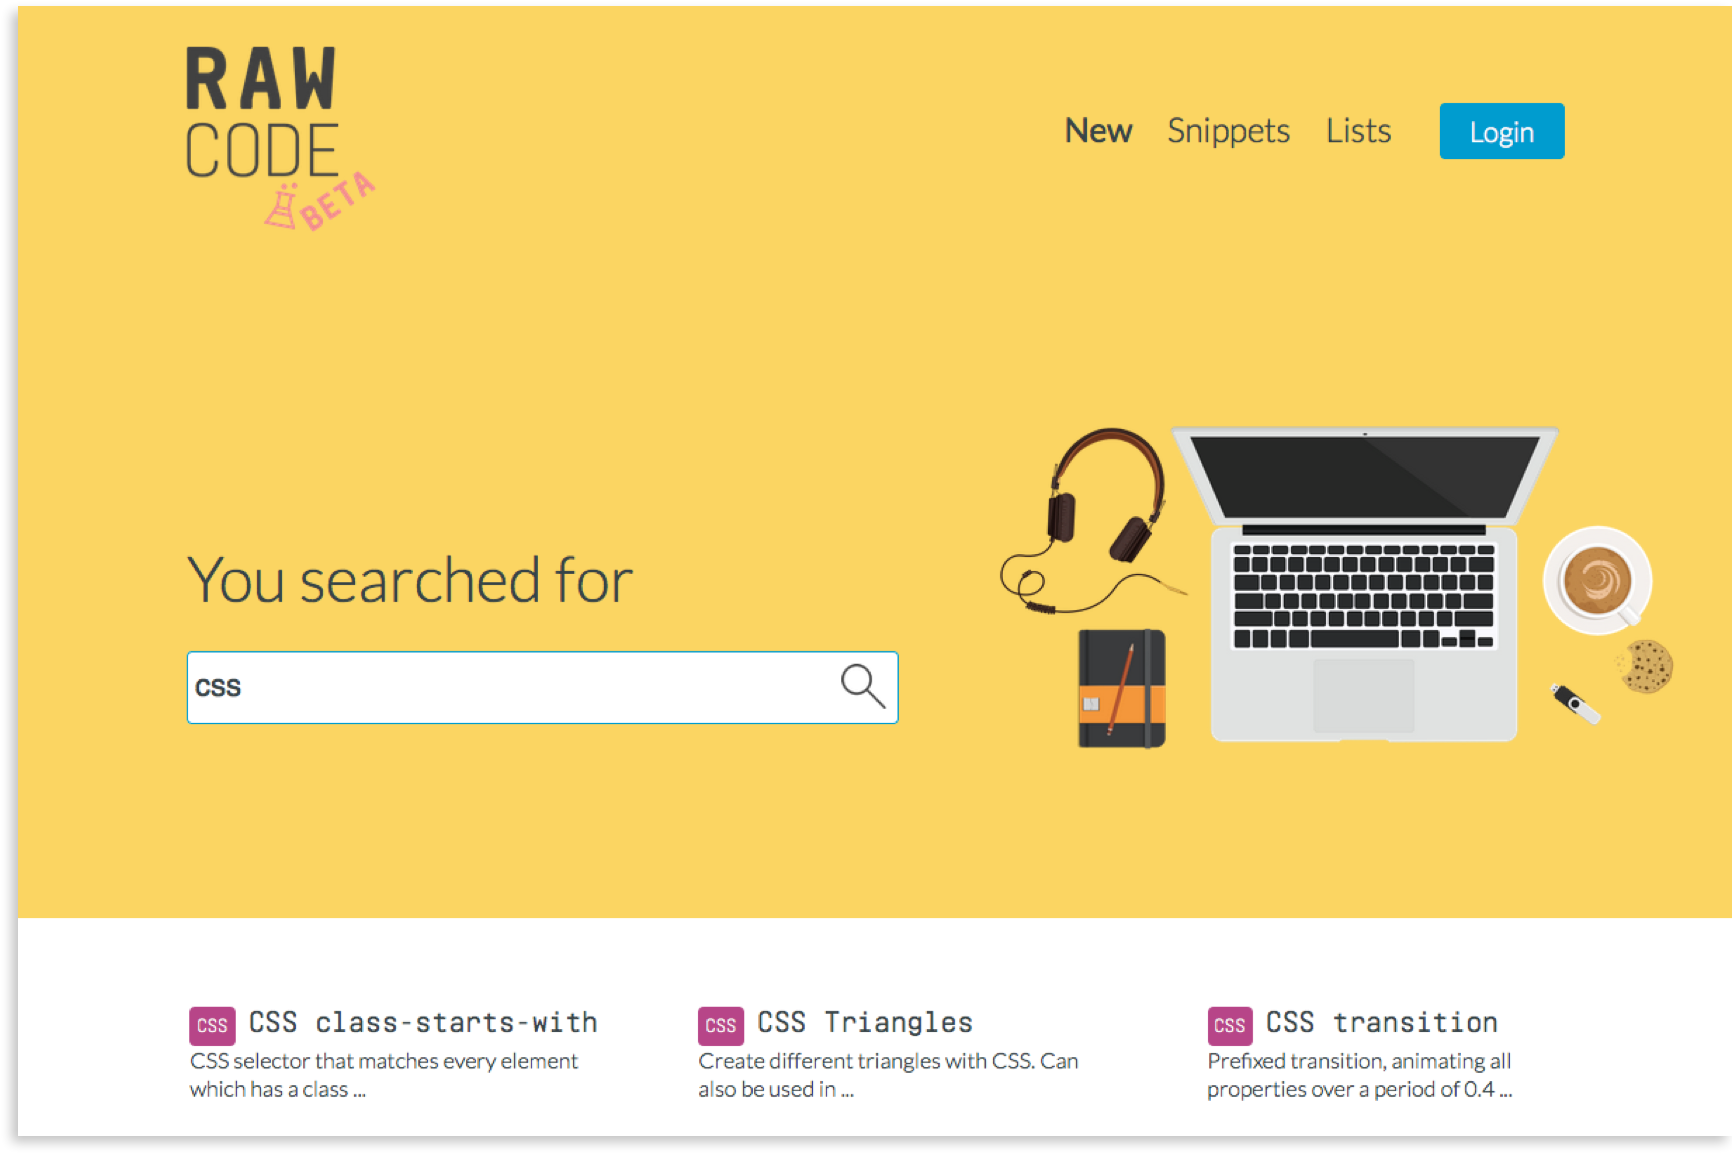 RAW
CODE
BETA
New Snippets Lists Login
You searched for
css
CSS CSS class-starts-with
CSS selector that matches every element
which has a class ...
CSS CSS Triangles
Create different triangles with CSS. Can
also be used in ...
CSS CSS transition
Prefixed transition, animating all
properties over a period of 0.4 ...